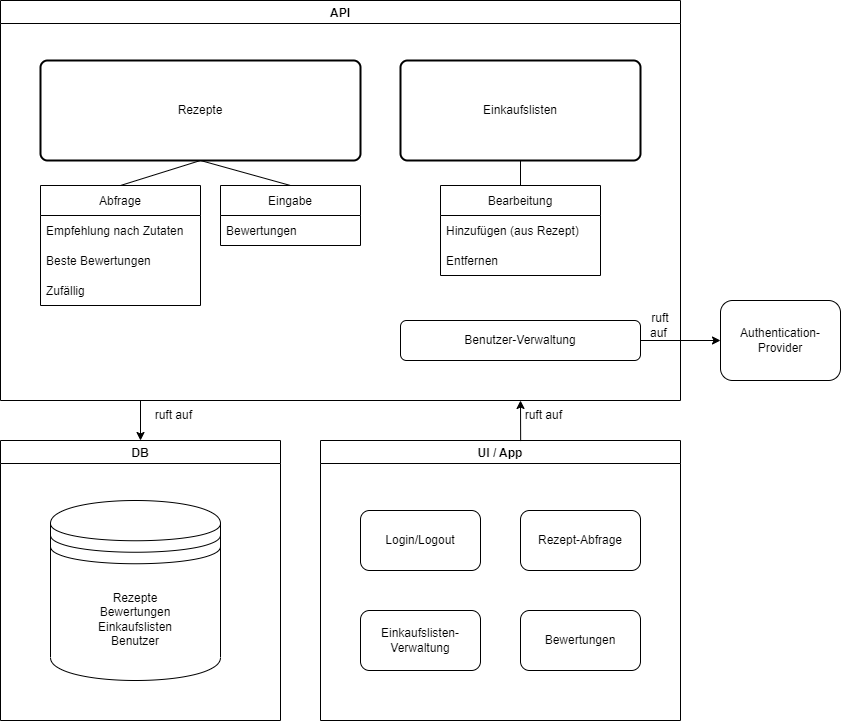 API
Rezepte
Einkaufslisten
Abfrage
Empfehlung nach Zutaten
Beste Bewertungen
Zufällig
Eingabe
Bewertungen
Bearbeitung
Hinzufügen (aus Rezept)
Entfernen
Benutzer-Verwaltung
ruft
auf
Authentication-
Provider
ruft auf
ruft auf
DB
Rezepte
Bewertungen
Einkaufslisten
Benutzer
UI / App
Login/Logout
Rezept-Abfrage
Einkaufslisten-
Verwaltung
Bewertungen